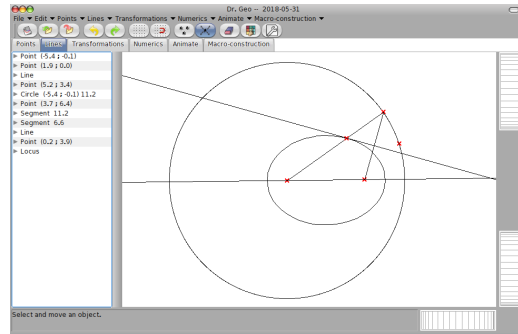 Dr. Geo -- 2018-05-31
File Edit Points Lines Transformations Numerics Animate Macro-construction
Points Lines Transformations Numerics Animate Macro-construction
Point (-5,4 ; -0,1)
Point (1,9 ; 0,0)
Line
Point (5,2 ; 3,4)
Circle (-5,4 ; -0,1) 11,2
Point (3,7 ; 6,4)
Segment 11,2
Segment 6,6
Line
Point (0,2 ; 3,9)
Locus
Select and move an object.